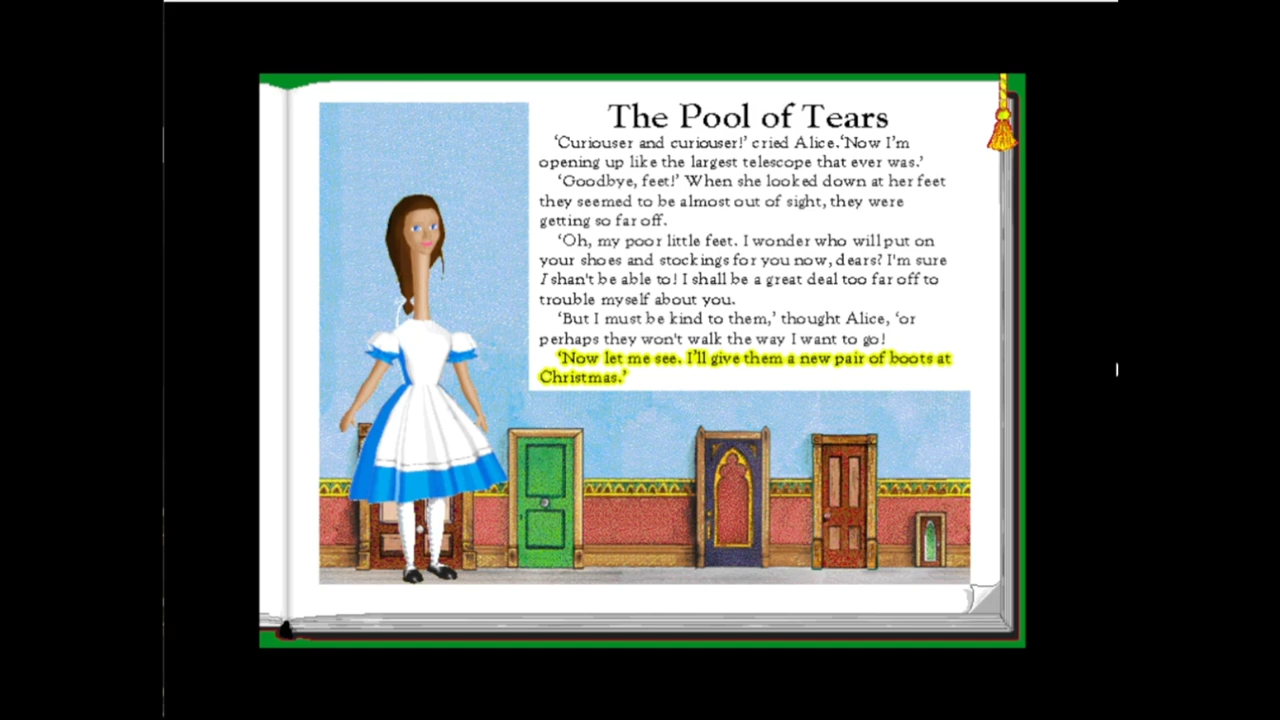 The Pool of Tears
‘Curiouser and curiouser!’ cried Alice.‘Now I’m
opening up like the largest telescope that ever was.’
‘Goodbye, feet!’ When she looked down at her feet
they seemed to be almost out of sight, they were
getting so far off.
‘Oh, my poor little feet. I wonder who will put on
your shoes and stockings for you now, dears? I'm sure
I shan't be able to! I shall be a great deal too far off to
trouble myself about you.
‘But I must be kind to them,’ thought Alice, ‘or
perhaps they won't walk the way I want to go!
‘Now let me see. I’ll give them a new pair of boots at
Christmas.’